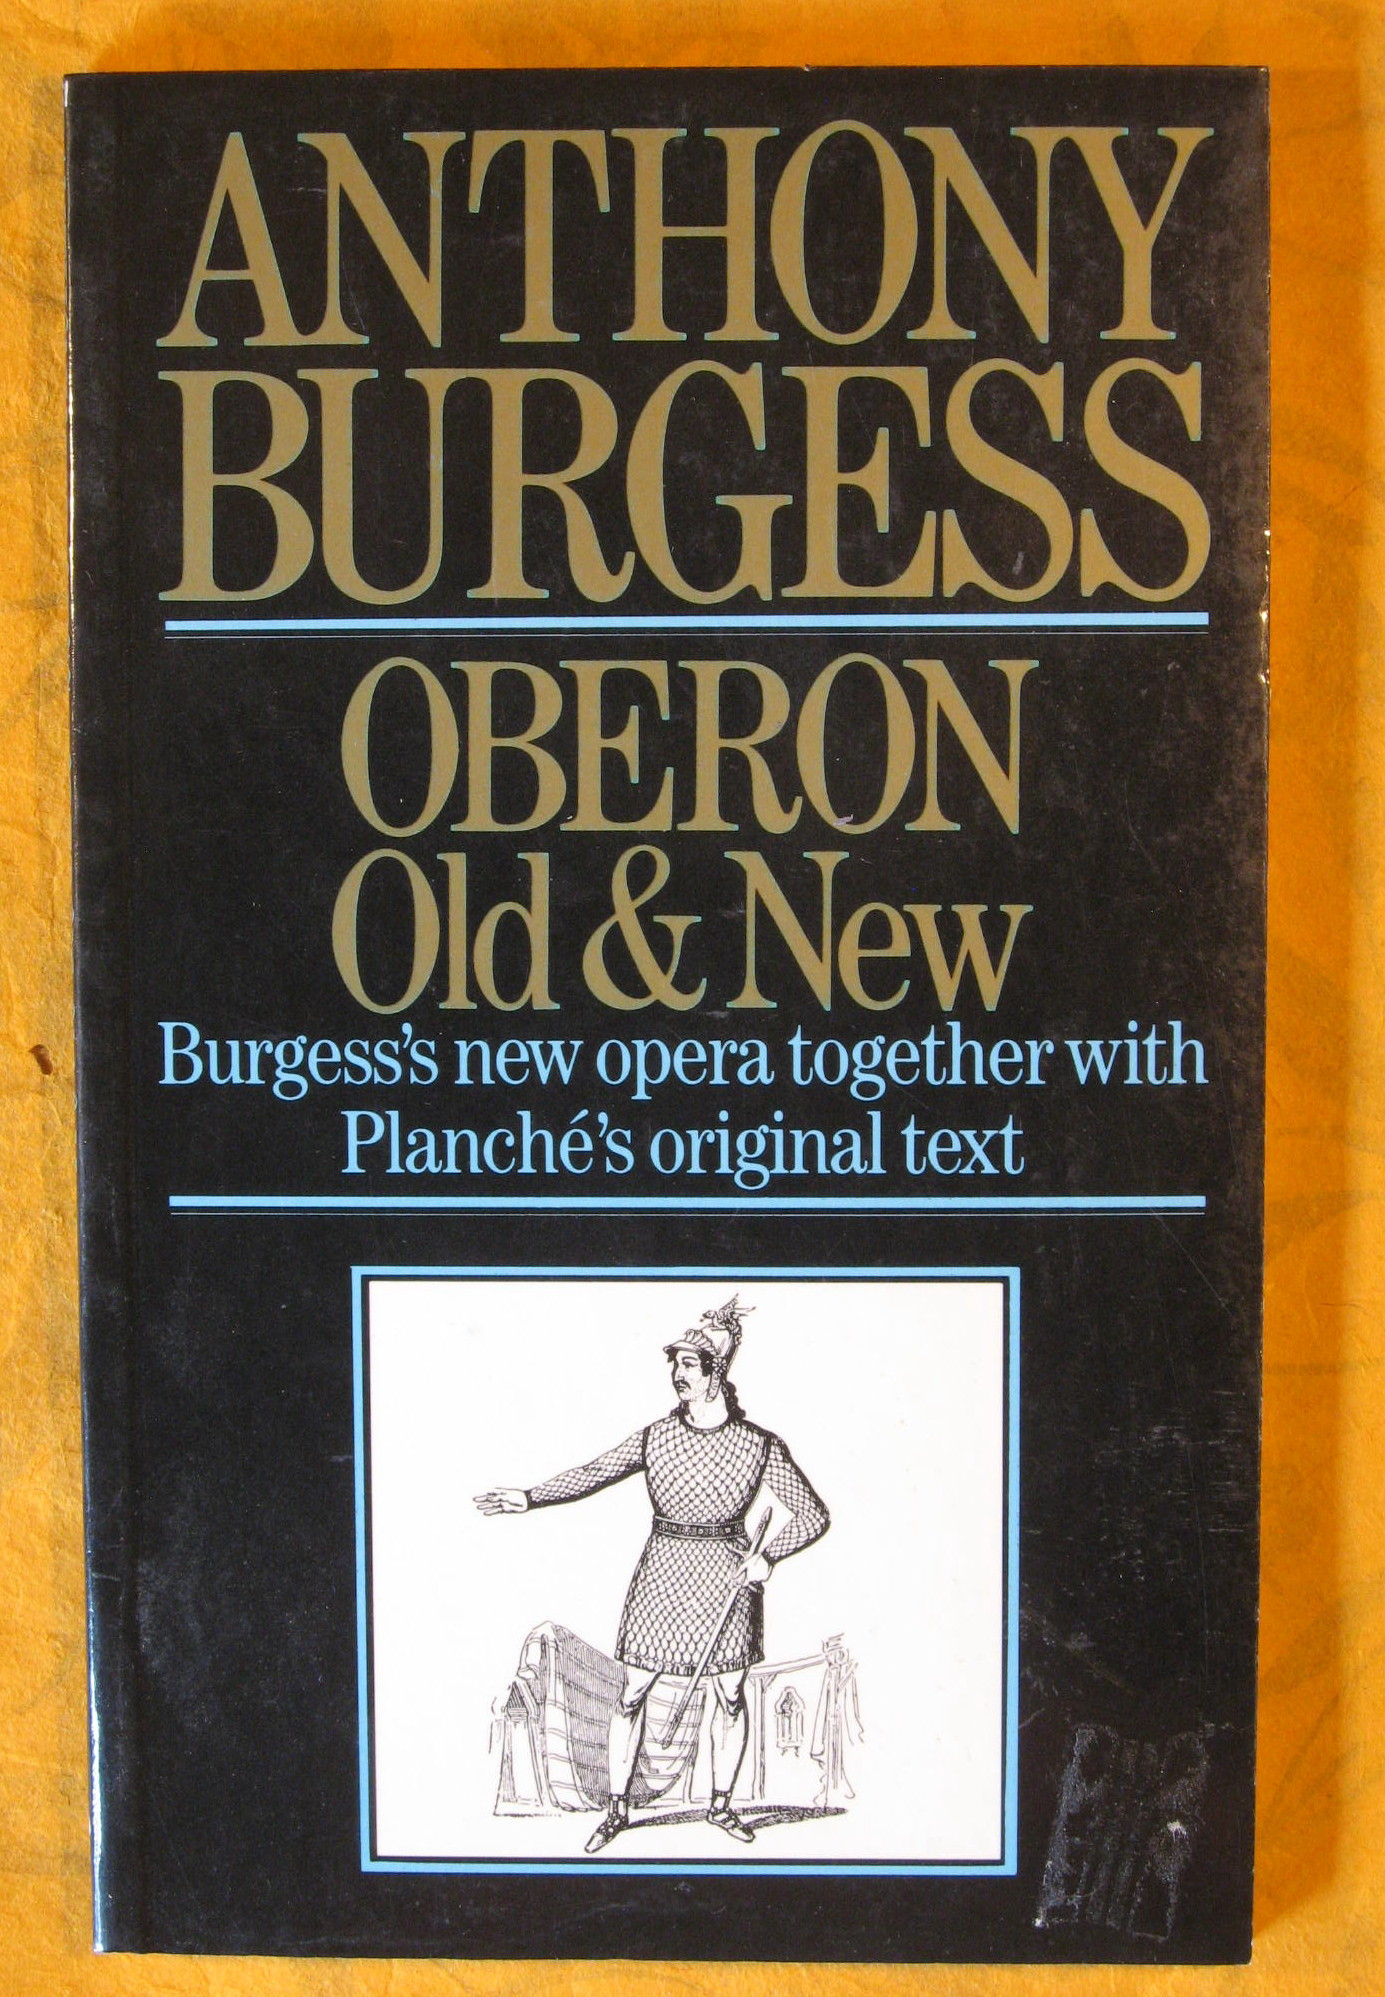 ANTHONY
BURGESS
OBERON
Old & New
Burgess's new opera together with
Planché's original text